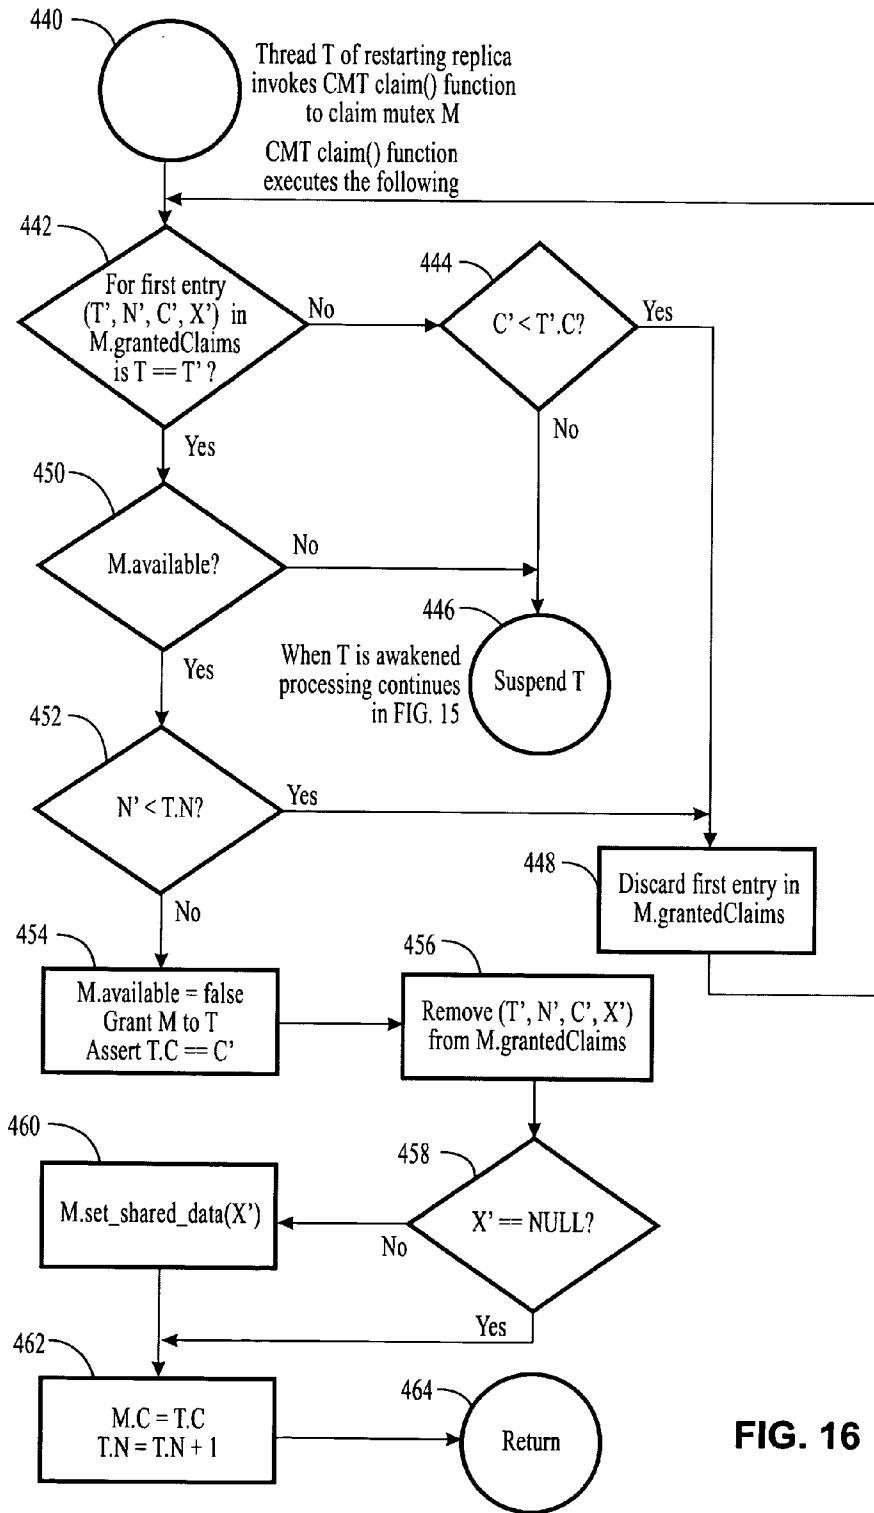 440
Thread T of restarting replica
invokes CMT claim() function
to claim mutex M
CMT claim() function
executes the following
442
For first entry
(T', N', C', X') in
M.grantedClaims
is T == T' ?
No
444
C' < T'.C?
Yes
No
Yes
450
M.available?
No
446
Suspend T
When T is awakened
processing continues
in FIG. 15
Yes
452
N' < T.N?
Yes
448
Discard first entry in
M.grantedClaims
No
454
M.available = false
Grant M to T
Assert T.C == C'
456
Remove (T', N', C', X')
from M.grantedClaims
460
M.set_shared_data(X')
458
X' == NULL?
No
Yes
462
M.C = T.C
T.N = T.N + 1
464
Return
FIG. 16